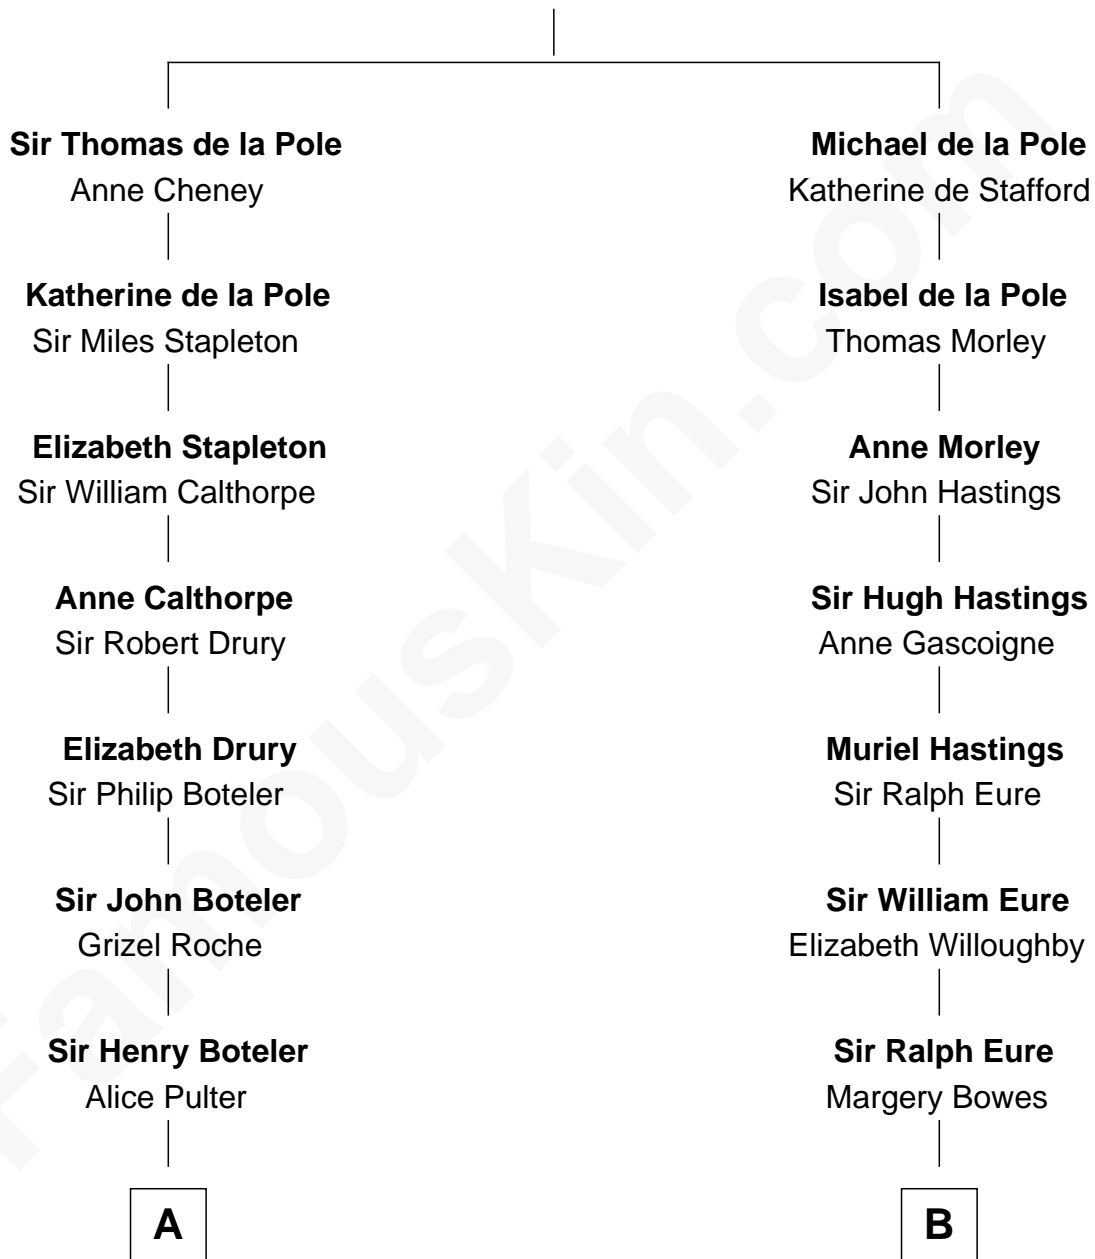 Sir Thomas de la Pole
Anne Cheney
Katherine de la Pole
Sir Miles Stapleton
Elizabeth Stapleton
Sir William Calthorpe
Anne Calthorpe
Sir Robert Drury
Elizabeth Drury
Sir Philip Boteler
Sir John Boteler
Grizel Roche
Sir Henry Boteler
Alice Pulter
A
Michael de la Pole
Katherine de Stafford
Isabel de la Pole
Thomas Morley
Anne Morley
Sir John Hastings
Sir Hugh Hastings
Anne Gascoigne
Muriel Hastings
Sir Ralph Eure
Sir William Eure
Elizabeth Willoughby
Sir Ralph Eure
Margery Bowes
B
FamousKin.com